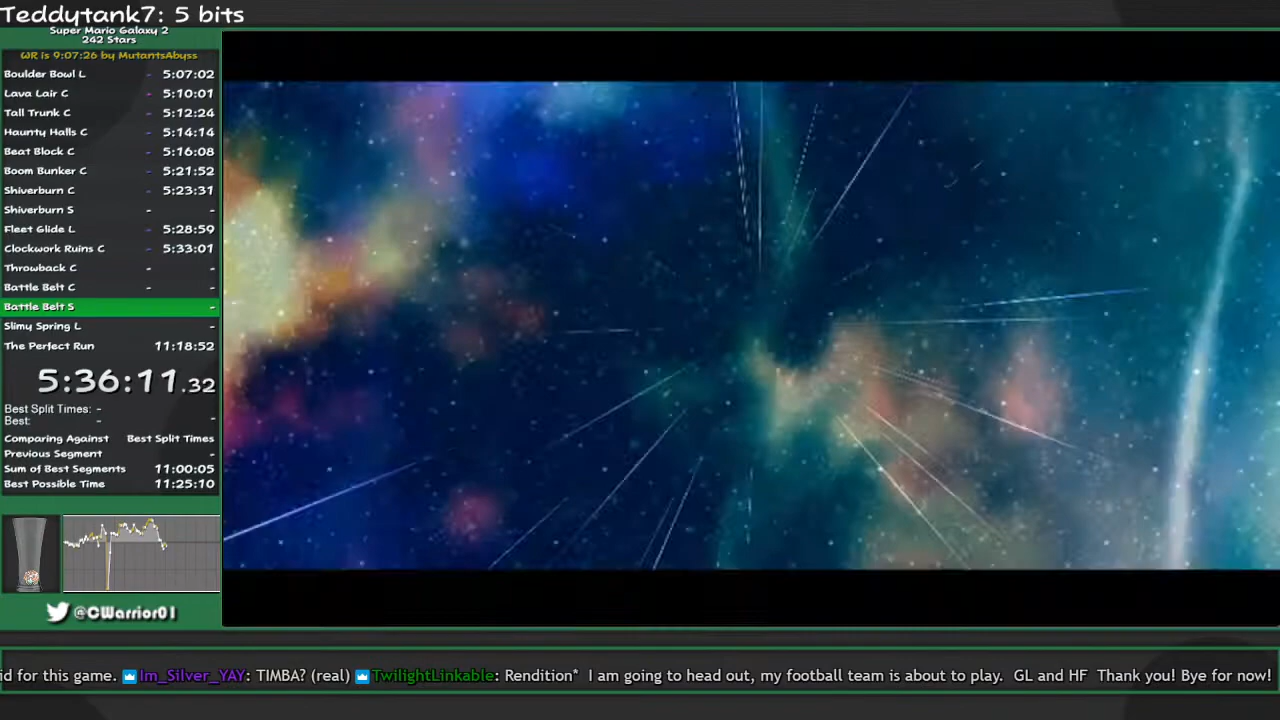 Teddytank7: 5 bits
Super Mario Galaxy 2
242 Stars
WR is 9:07:26 by MutantsAbyss
Boulder Bowl L - 5:07:02
Lava Lair C - 5:10:01
Tall Trunk C - 5:12:24
Haunty Halls C - 5:14:14
Beat Block C - 5:16:08
Boom Bunker C - 5:21:52
Shiverburn C - 5:23:31
Shiverburn S - -
Fleet Glide L - 5:28:59
Clockwork Ruins C - 5:33:01
Throwback C - -
Battle Belt C - -
Battle Belt S -
Slimy Spring L -
The Perfect Run 11:18:52
5:36:11.32
Best Split Times: -
Best: - -
Comparing Against Best Split Times
Previous Segment -
Sum of Best Segments 11:00:05
Best Possible Time 11:25:10
@CWarrior01
id for this game. Im_Silver_YAY: TIMBA? (real) TwilightLinkable: Rendition* I am going to head out, my football team is about to play. GL and HF Thank you! Bye for now!